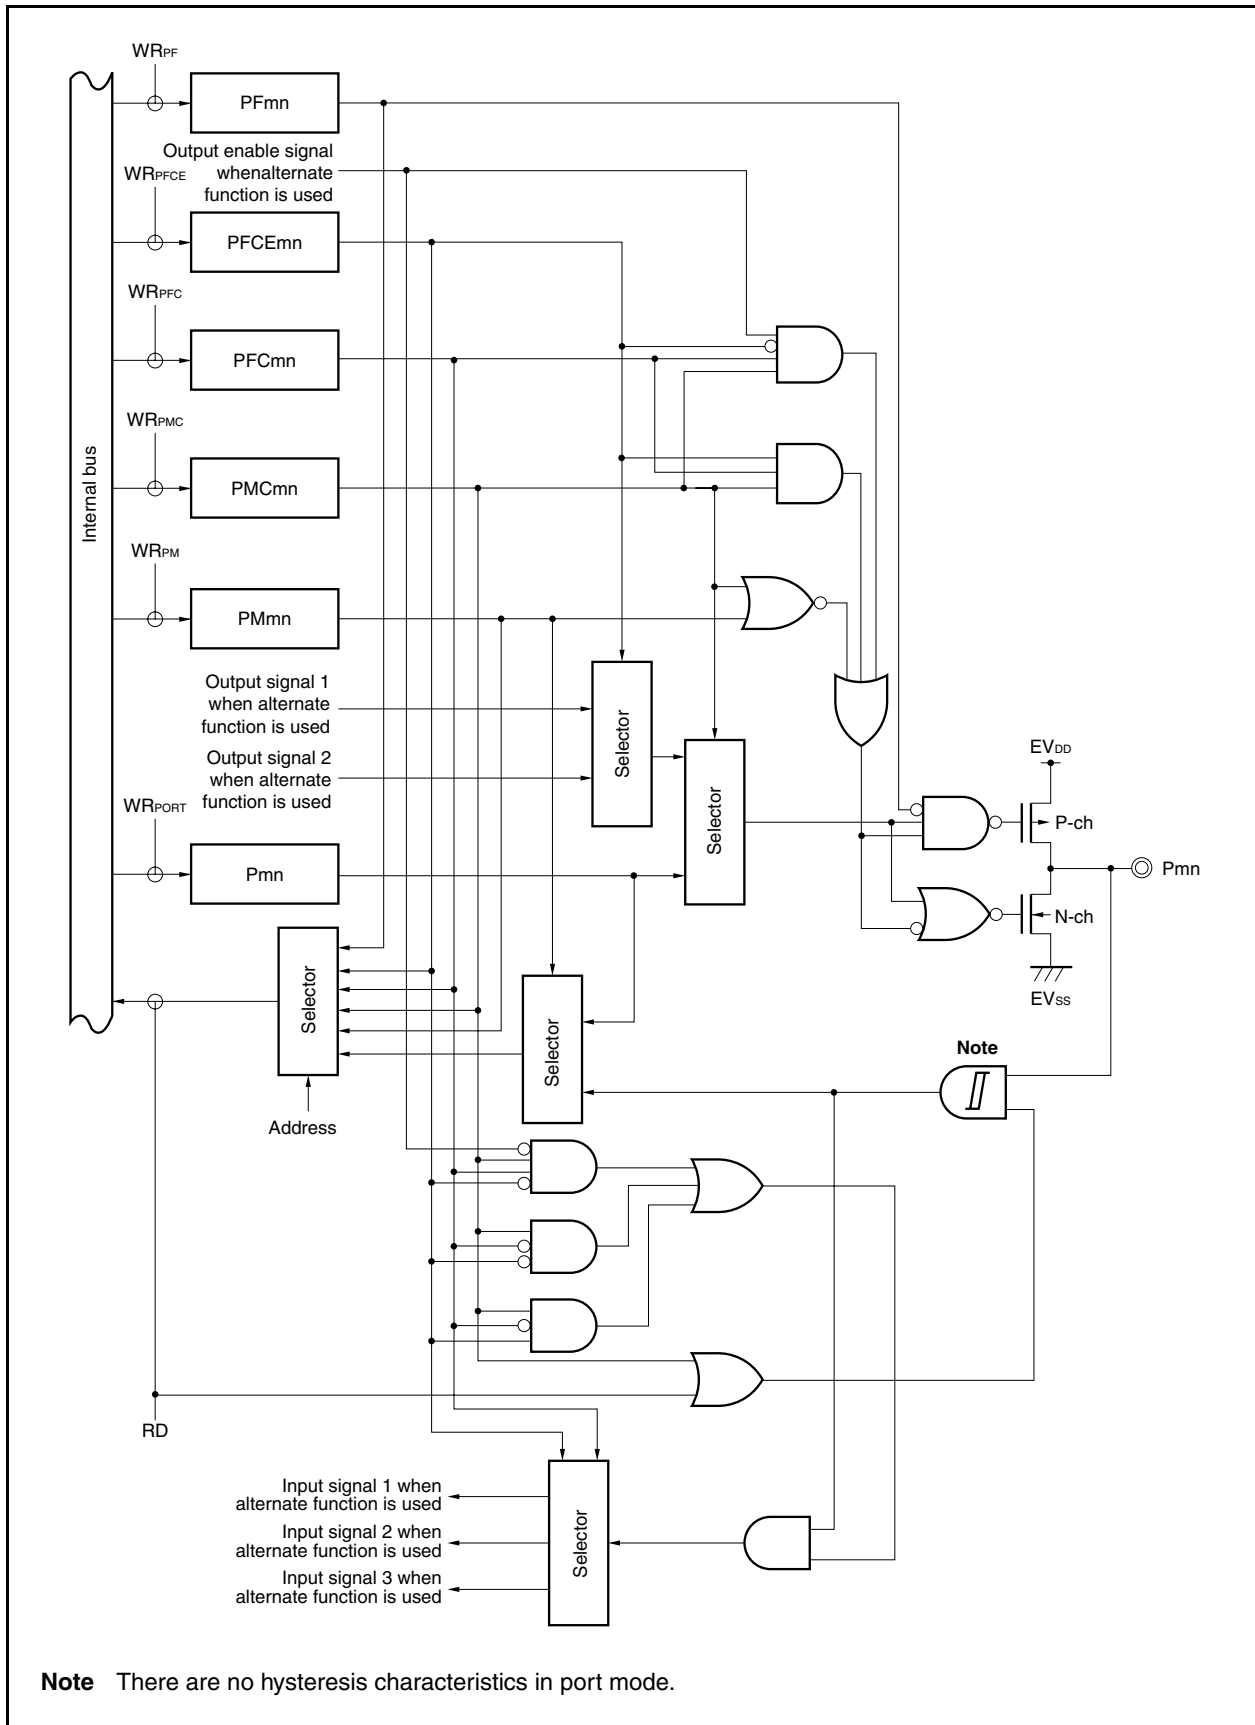 WRPF
PFmn
Output enable signal
whenalternate
function is used
WRPFCE
PFCEmn
WRPFC
PFCmn
WRPMC
PMCmn
Internal bus
WRPM
PMmn
Output signal 1
when alternate
function is used
Output signal 2
when alternate
function is used
Selector
Selector
EVDD
P-ch
WRPORT
Pmn
Pmn
N-ch
EVSS
Selector
Selector
Note
Address
RD
Input signal 1 when
alternate function is used
Input signal 2 when
alternate function is used
Input signal 3 when
alternate function is used
Selector
Note There are no hysteresis characteristics in port mode.